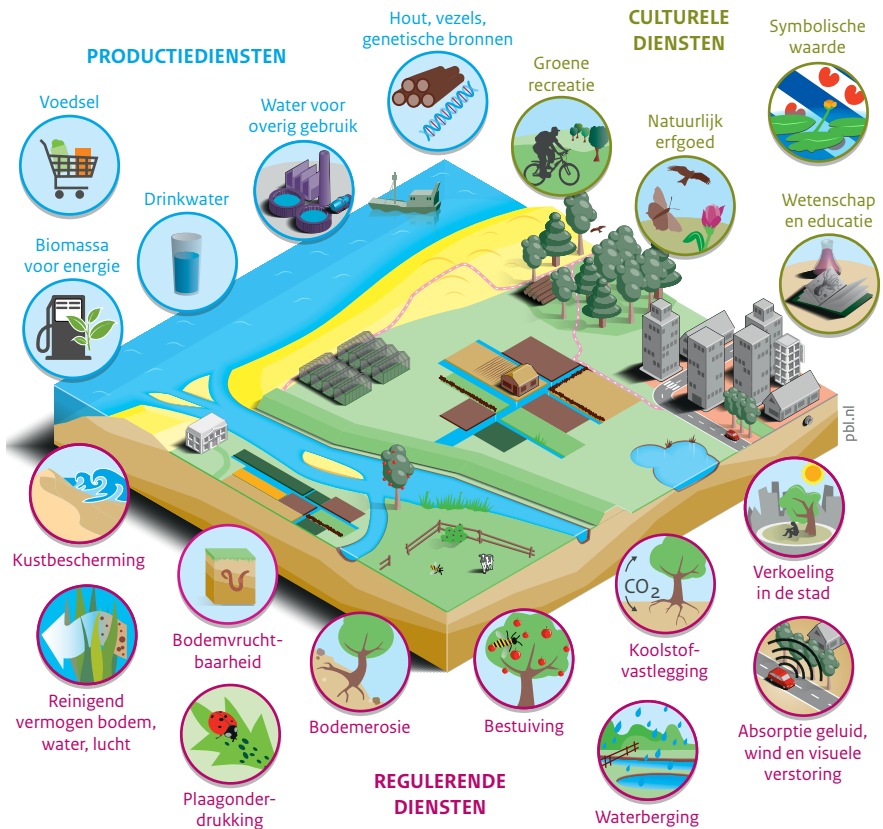 PRODUCTIEDIENSTEN
Voedsel
Biomassa
voor energie
Drinkwater
Water voor
overig gebruik
Hout, vezels,
genetische bronnen
CULTURELE
DIENSTEN
Groene
recreatie
Natuurlijk
erfgoed
Symbolische
waarde
Wetenschap
en educatie
pbl.nl
Kustbescherming
Reinigend
vermogen bodem,
water, lucht
Bodemvrucht-
baarheid
Plaagonder-
drukking
Bodemerosie
REGULERENDE
DIENSTEN
Bestuiving
CO2
Koolstof-
vastlegging
Waterberging
Verkoeling
in de stad
Absorptie geluid,
wind en visuele
verstoring